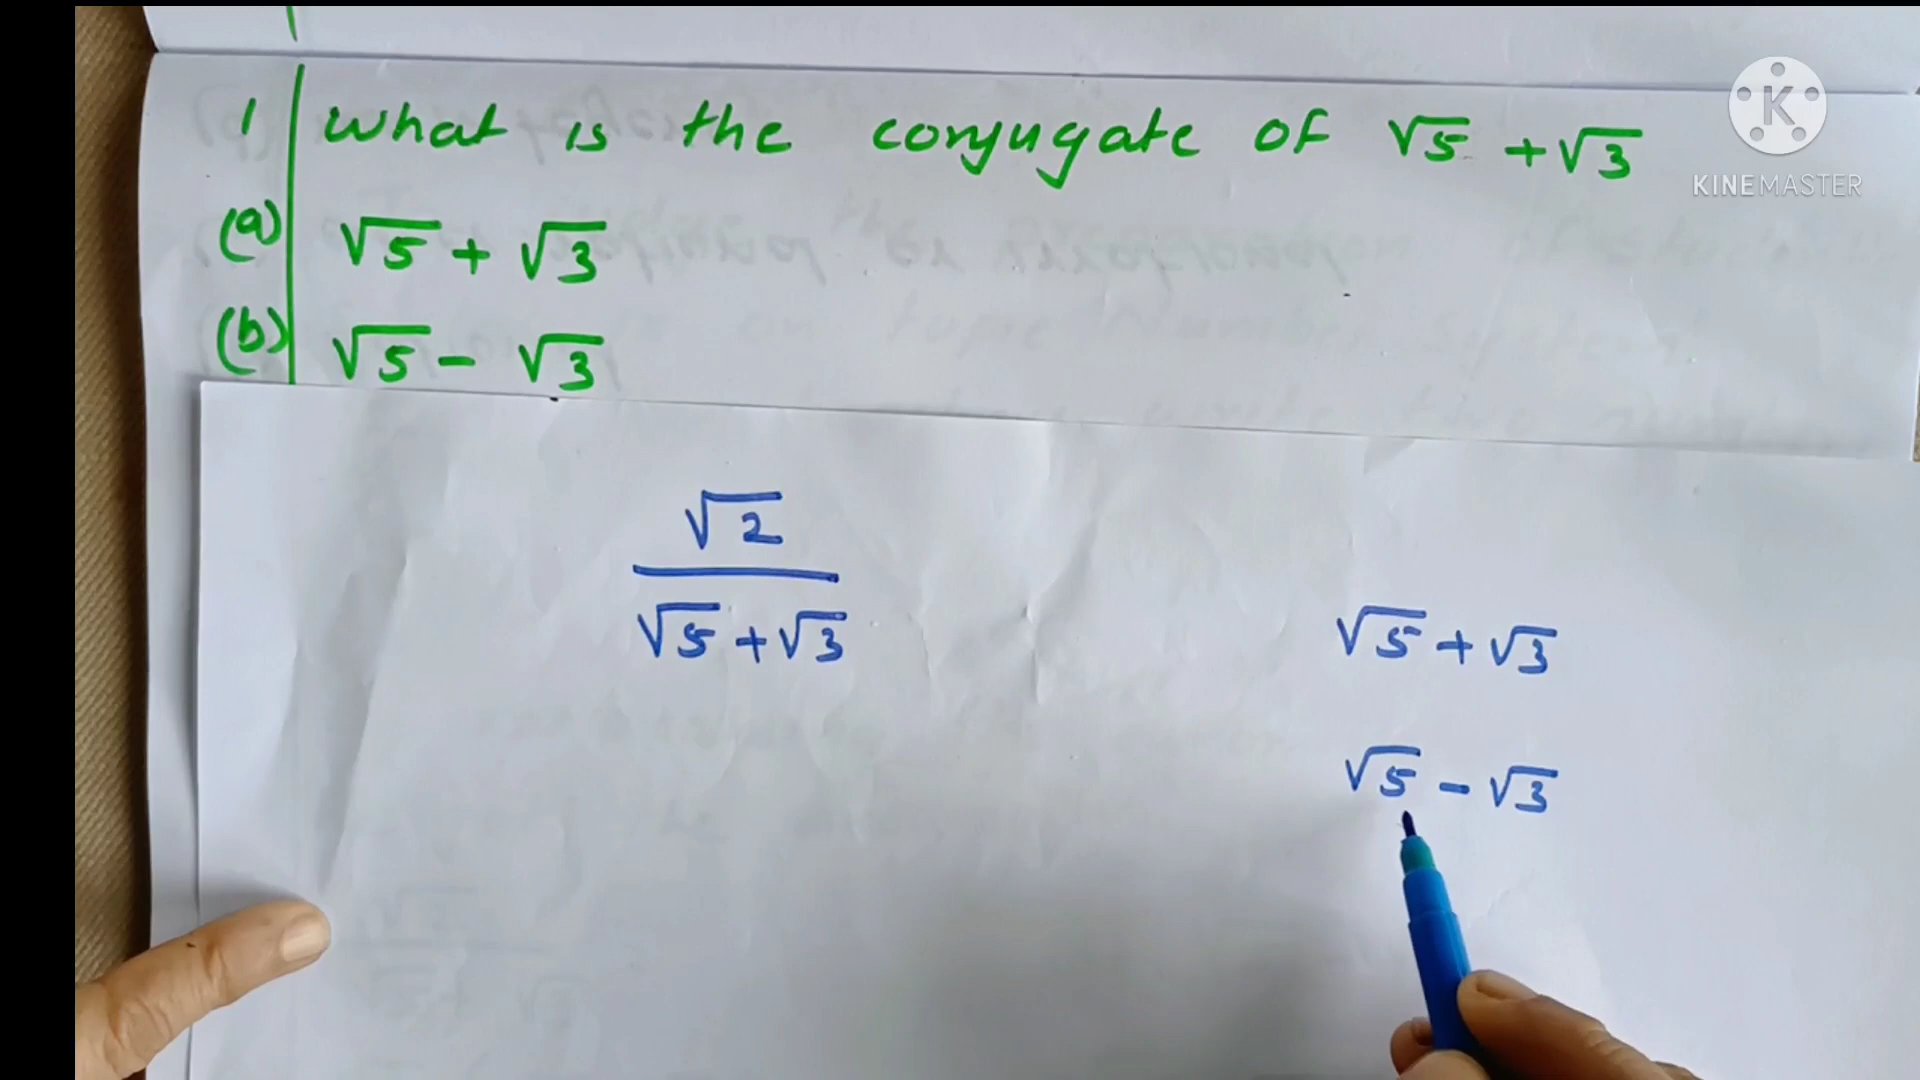 1 What is the conjugate of √5 + √3
(a) √5 + √3
(b) √5 - √3
√2
√5 + √3
√5 + √3
√5 - √3
K
KINEMASTER